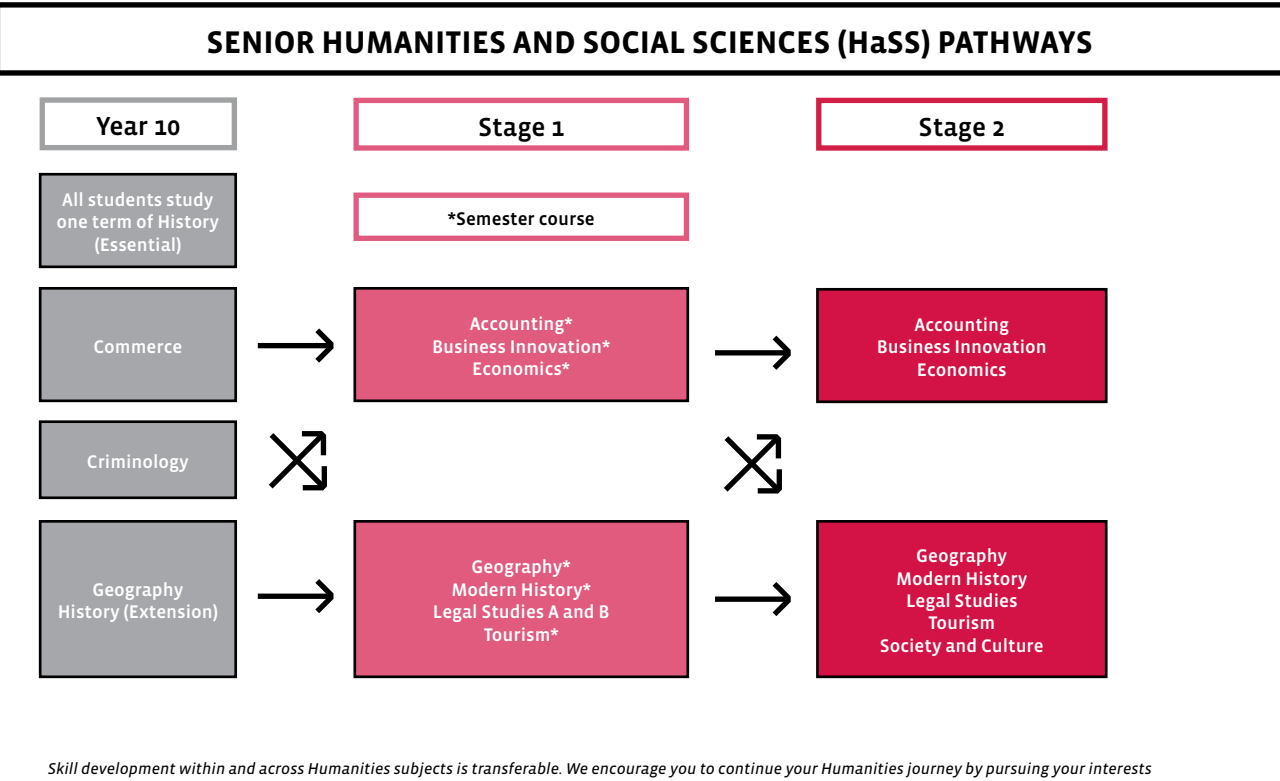 SENIOR HUMANITIES AND SOCIAL SCIENCES (HaSS) PATHWAYS
Year 10
Stage 1
Stage 2
All students study
one term of History
(Essential)
*Semester course
Commerce
Accounting*
Business Innovation*
Economics*
Accounting
Business Innovation
Economics
Criminology
Geography
History (Extension)
Geography*
Modern History*
Legal Studies A and B
Tourism*
Geography
Modern History
Legal Studies
Tourism
Society and Culture
Skill development within and across Humanities subjects is transferable. We encourage you to continue your Humanities journey by pursuing your interests